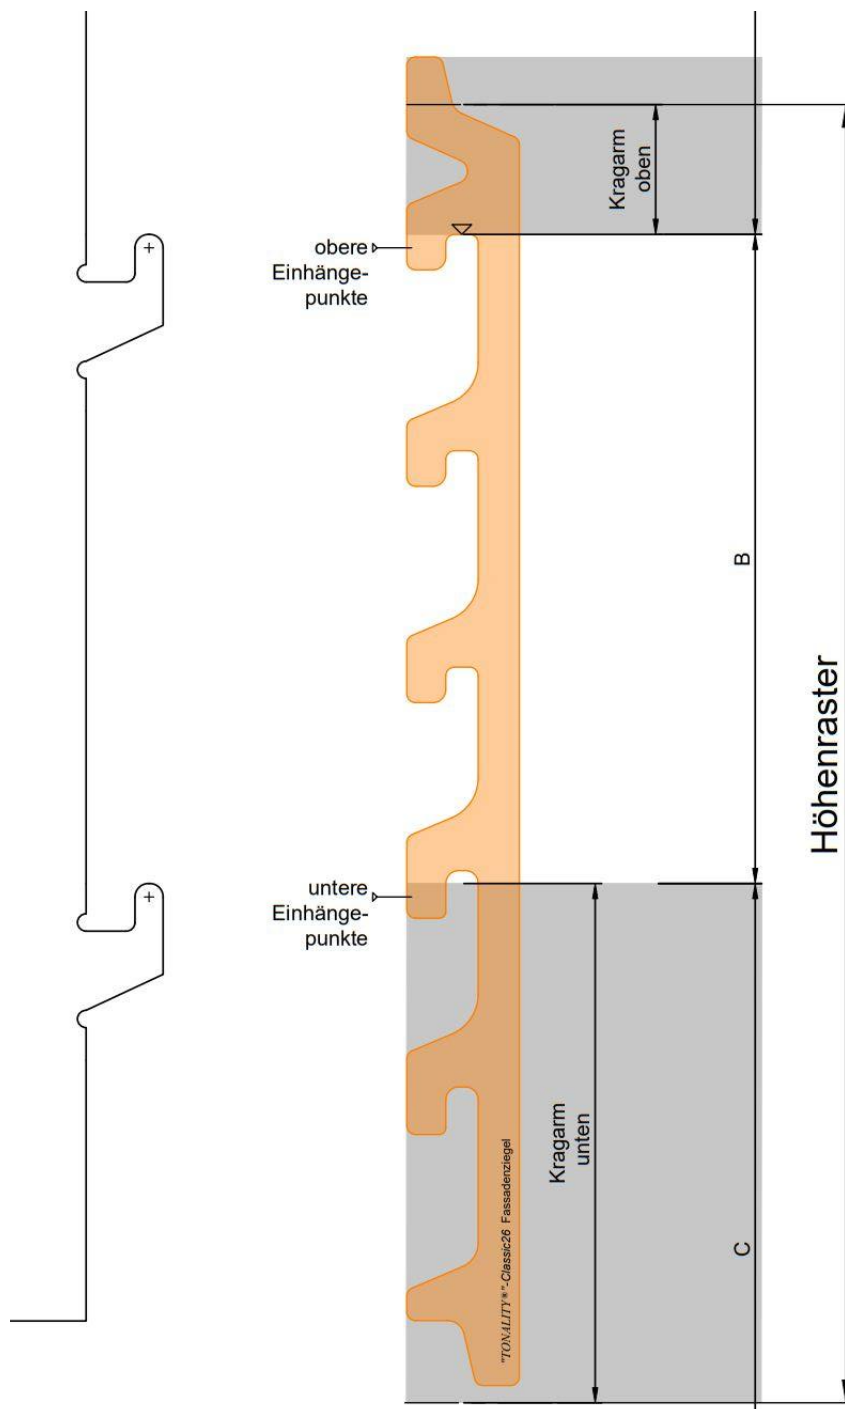 Kragarm
oben
obere
Einhänge-
punkte
B
Höhenraster
untere
Einhänge-
punkte
Kragarm
unten
"TONALITY®"-Classic26 Fassadenziegel
C